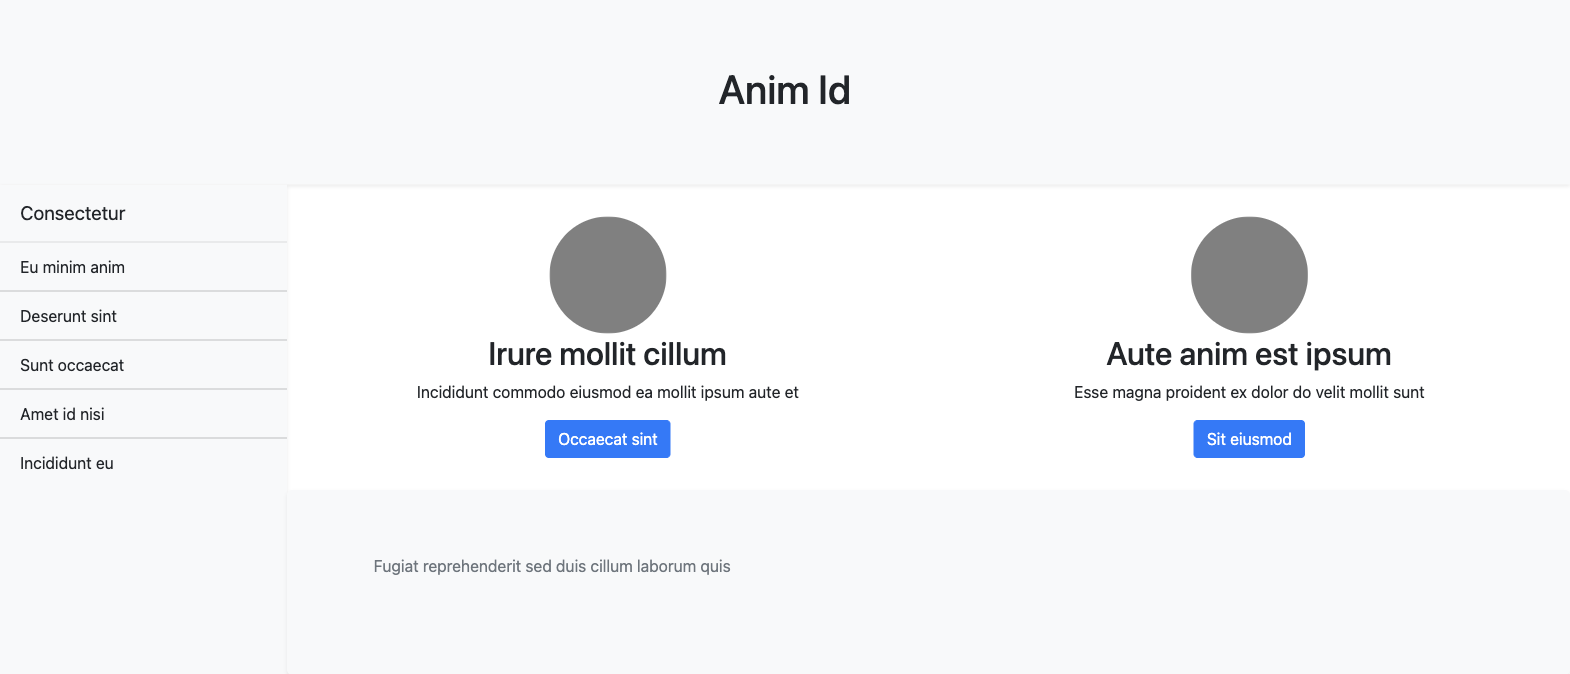 Anim Id
Consectetur
Eu minim anim
Deserunt sint
Sunt occaecat
Amet id nisi
Incididunt eu
Irure mollit cillum
Incididunt commodo eiusmod ea mollit ipsum aute et
Occaecat sint
Aute anim est ipsum
Esse magna proident ex dolor do velit mollit sunt
Sit eiusmod
Fugiat reprehenderit sed duis cillum laborum quis